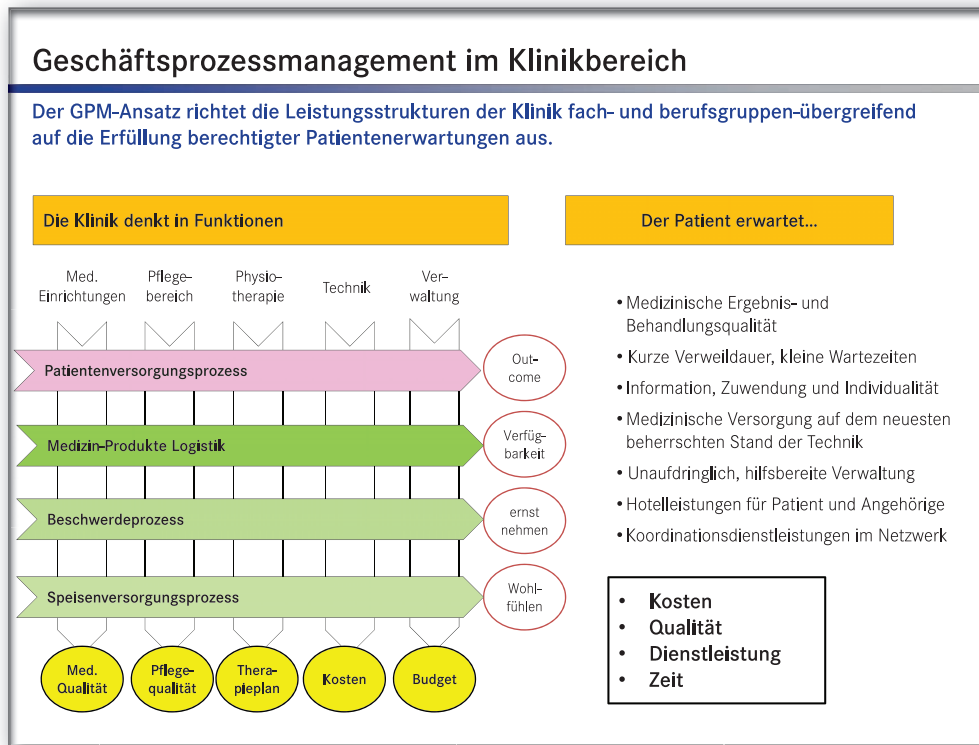 Geschäftsprozessmanagement im Klinikbereich
Der GPM-Ansatz richtet die Leistungsstrukturen der Klinik fach- und berufsgruppen-übergreifend
auf die Erfüllung berechtigter Patientenerwartungen aus.
Die Klinik denkt in Funktionen
Med.
Einrichtungen
Pflege-
bereich
Physio-
therapie
Technik
Ver-
waltung
Patientenversorgungsprozess
Out-
come
Medizin-Produkte Logistik
Verfüg-
barkeit
Beschwerdeprozess
ernst
nehmen
Speisenversorgungsprozess
Wohl-
fühlen
Med.
Qualität
Pflege-
qualität
Thera-
pieplan
Kosten
Budget
Der Patient erwartet...
• Medizinische Ergebnis- und
Behandlungsqualität
• Kurze Verweildauer, kleine Wartezeiten
• Information, Zuwendung und Individualität
• Medizinische Versorgung auf dem neuesten
beherrschten Stand der Technik
• Unaufdringlich, hilfsbereite Verwaltung
• Hotelleistungen für Patient und Angehörige
• Koordinationsdienstleistungen im Netzwerk
• Kosten
• Qualität
• Dienstleistung
• Zeit